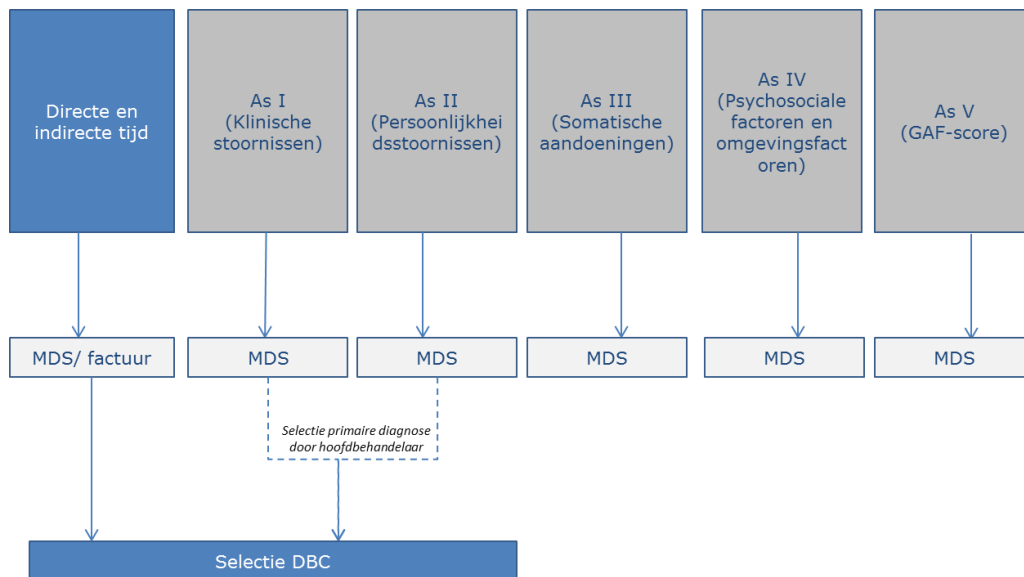 Directe en
indirecte tijd
As I
(Klinische
stoornissen)
As II
(Persoonlijkhei
dsstoornissen)
As III
(Somatische
aandoeningen)
As IV
(Psychosociale
factoren en
omgevingsfact
oren)
As V
(GAF-score)
MDS/ factuur
MDS
MDS
MDS
MDS
MDS
Selectie primaire diagnose
door hoofdbehandelaar
Selectie DBC